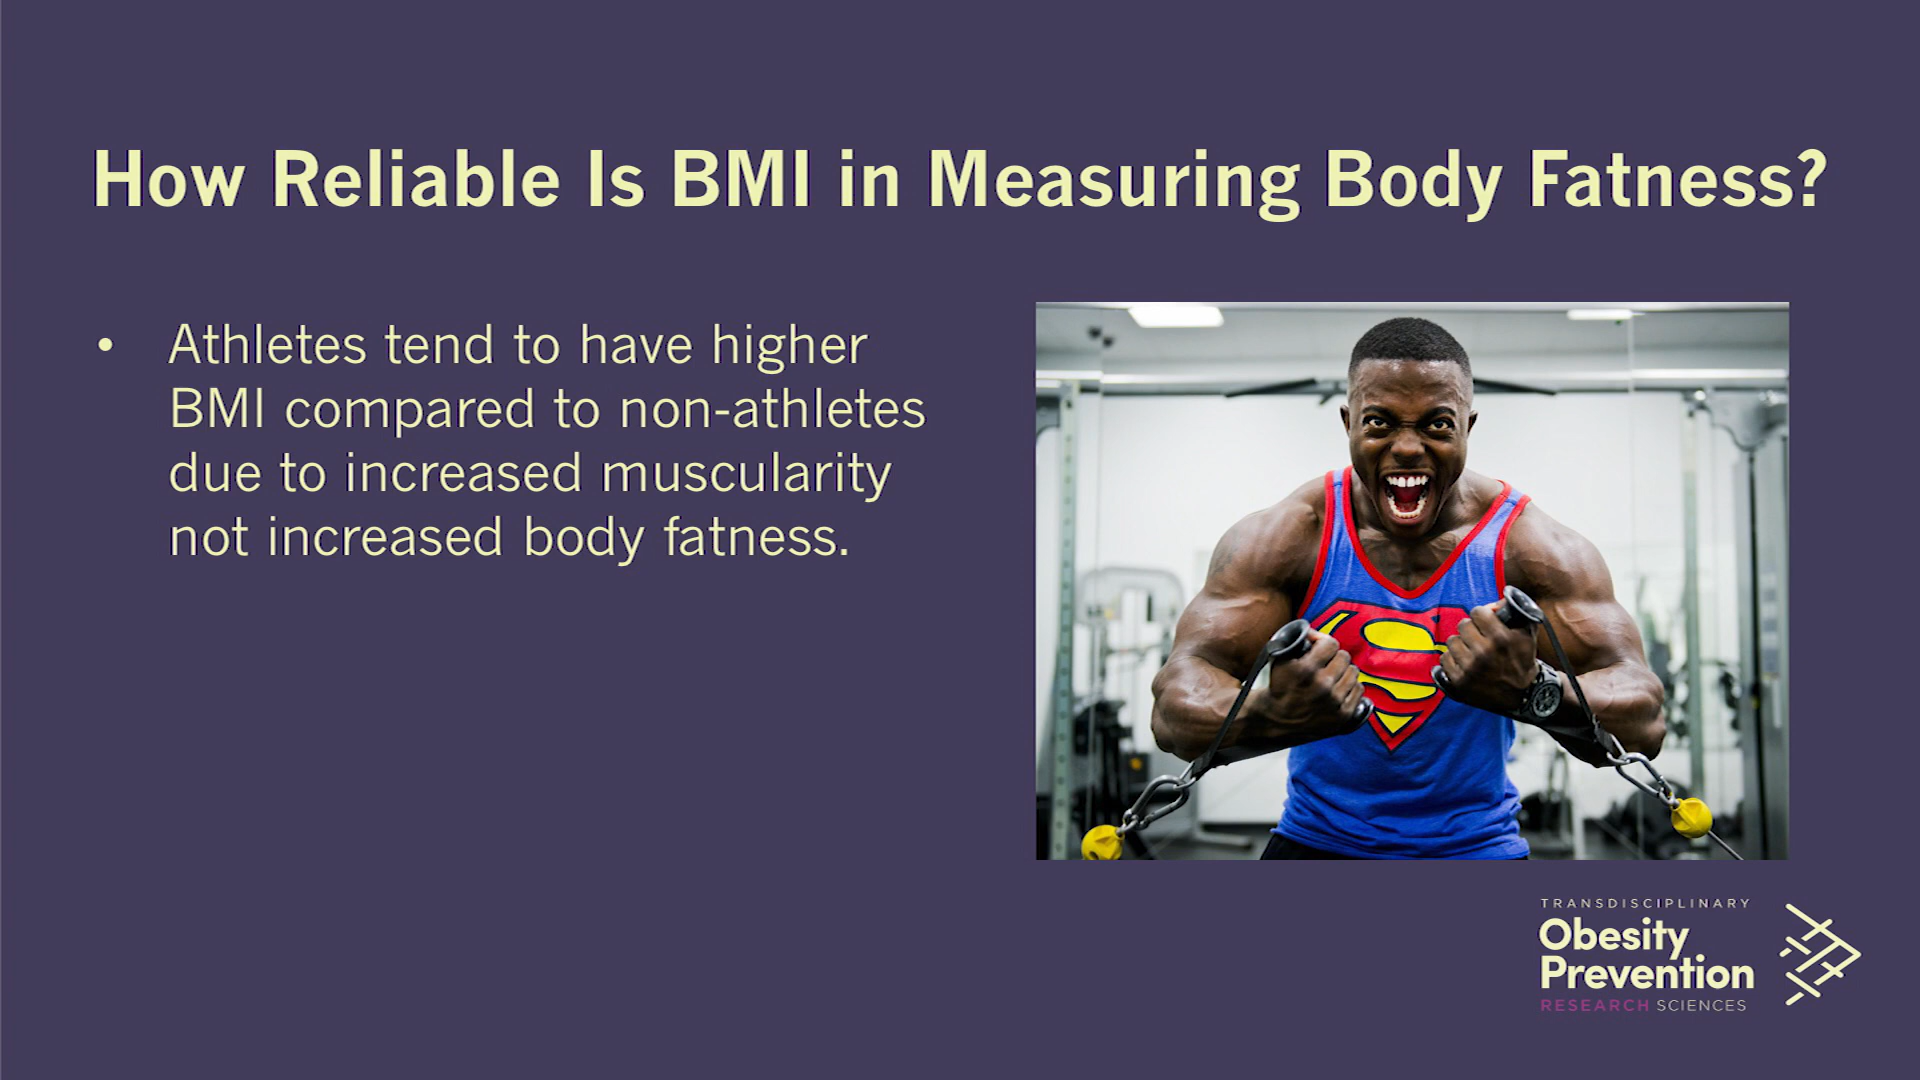 How Reliable Is BMI in Measuring Body Fatness?
• Athletes tend to have higher
BMI compared to non-athletes
due to increased muscularity
not increased body fatness.
TRANSDISCIPLINARY
Obesity
Prevention
RESEARCH SCIENCES